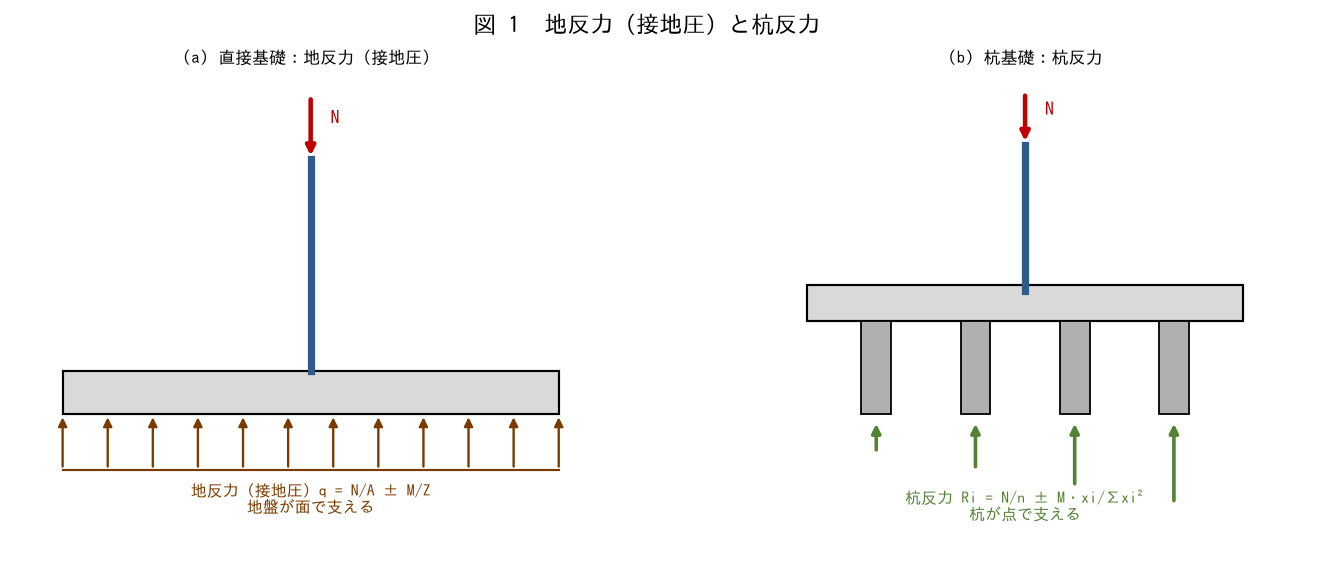 図 1 地反力（接地圧）と杭反力
(a) 直接基礎：地反力（接地圧）
(b) 杭基礎：杭反力
N
N
地反力（接地圧）q = N/A ± M/Z
地盤が面で支える
杭反力 Ri = N/n ± M・xi/Σxi²
杭が点で支える